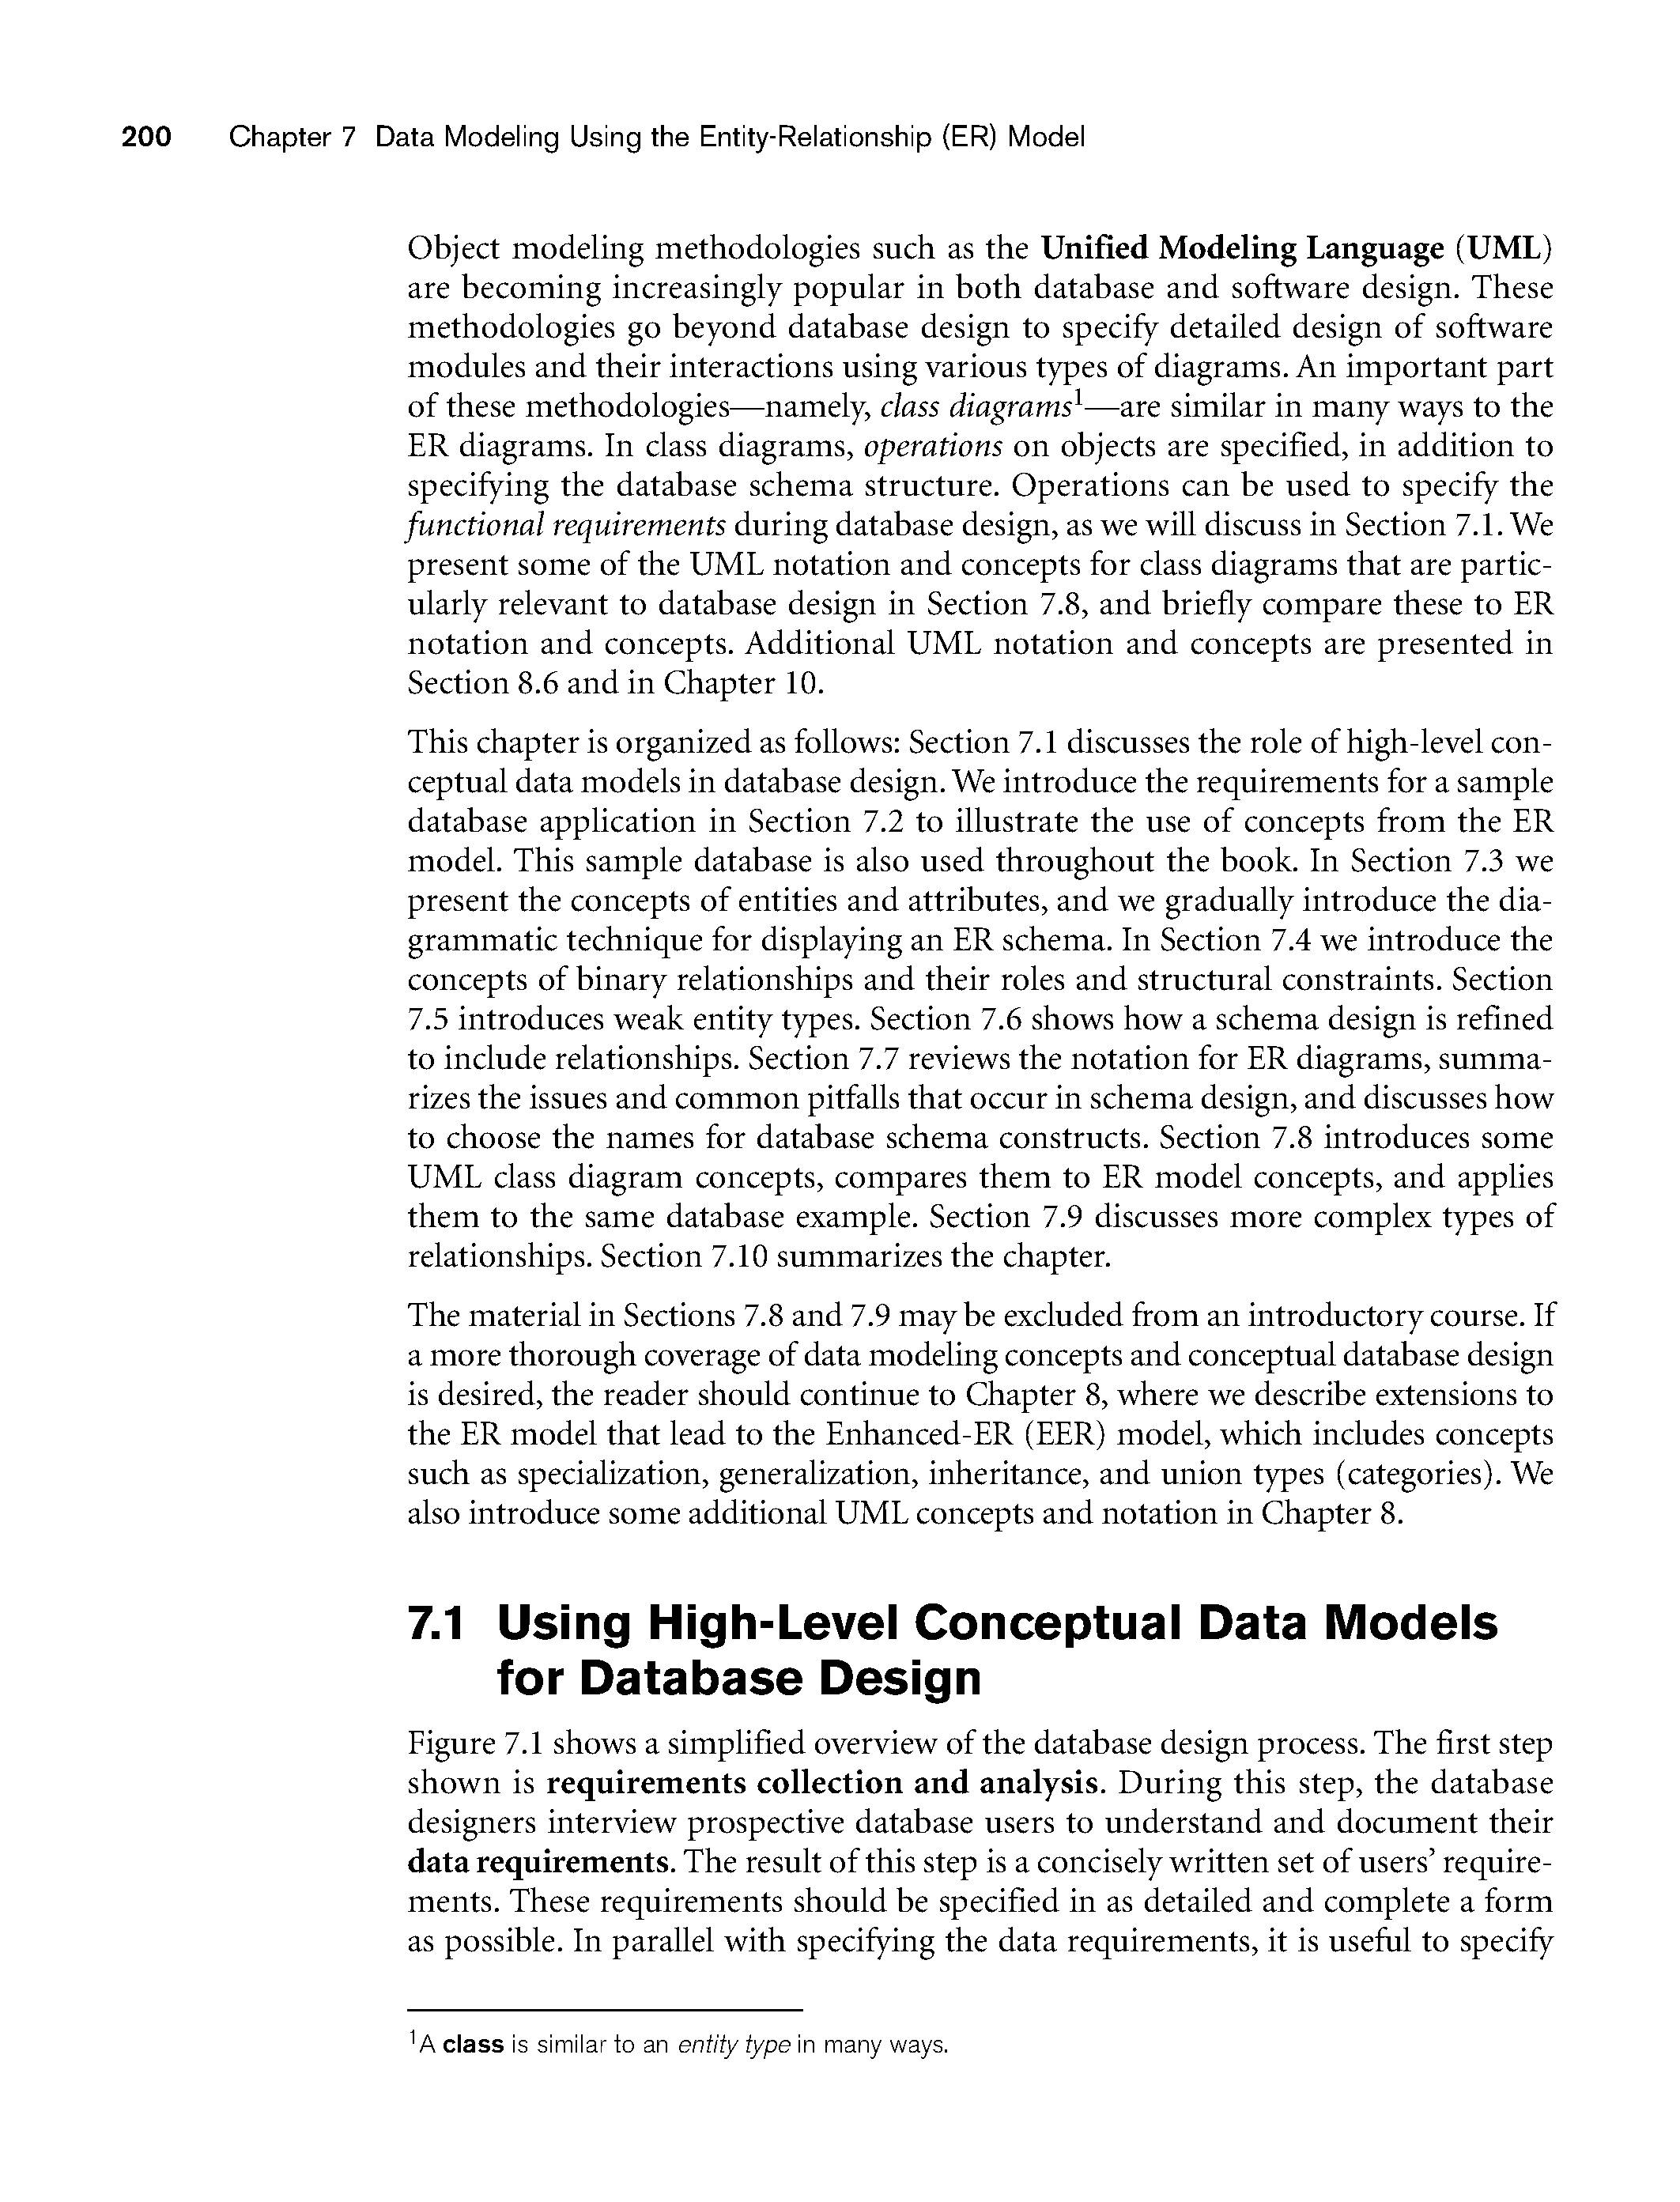 200 Chapter 7 Data Modeling Using the Entity-Relationship (ER) Model
Object modeling methodologies such as the Unified Modeling Language (UML)
are becoming increasingly popular in both database and software design. These
methodologies go beyond database design to specify detailed design of software
modules and their interactions using various types of diagrams. An important part
of these methodologies—namely, class diagrams¹—are similar in many ways to the
ER diagrams. In class diagrams, operations on objects are specified, in addition to
specifying the database schema structure. Operations can be used to specify the
functional requirements during database design, as we will discuss in Section 7.1. We
present some of the UML notation and concepts for class diagrams that are partic-
ularly relevant to database design in Section 7.8, and briefly compare these to ER
notation and concepts. Additional UML notation and concepts are presented in
Section 8.6 and in Chapter 10.
This chapter is organized as follows: Section 7.1 discusses the role of high-level con-
ceptual data models in database design. We introduce the requirements for a sample
database application in Section 7.2 to illustrate the use of concepts from the ER
model. This sample database is also used throughout the book. In Section 7.3 we
present the concepts of entities and attributes, and we gradually introduce the dia-
grammatic technique for displaying an ER schema. In Section 7.4 we introduce the
concepts of binary relationships and their roles and structural constraints. Section
7.5 introduces weak entity types. Section 7.6 shows how a schema design is refined
to include relationships. Section 7.7 reviews the notation for ER diagrams, summa-
rizes the issues and common pitfalls that occur in schema design, and discusses how
to choose the names for database schema constructs. Section 7.8 introduces some
UML class diagram concepts, compares them to ER model concepts, and applies
them to the same database example. Section 7.9 discusses more complex types of
relationships. Section 7.10 summarizes the chapter.
The material in Sections 7.8 and 7.9 may be excluded from an introductory course. If
a more thorough coverage of data modeling concepts and conceptual database design
is desired, the reader should continue to Chapter 8, where we describe extensions to
the ER model that lead to the Enhanced-ER (EER) model, which includes concepts
such as specialization, generalization, inheritance, and union types (categories). We
also introduce some additional UML concepts and notation in Chapter 8.
7.1 Using High-Level Conceptual Data Models
for Database Design
Figure 7.1 shows a simplified overview of the database design process. The first step
shown is requirements collection and analysis. During this step, the database
designers interview prospective database users to understand and document their
data requirements. The result of this step is a concisely written set of users’ require-
ments. These requirements should be specified in as detailed and complete a form
as possible. In parallel with specifying the data requirements, it is useful to specify
¹A class is similar to an entity type in many ways.